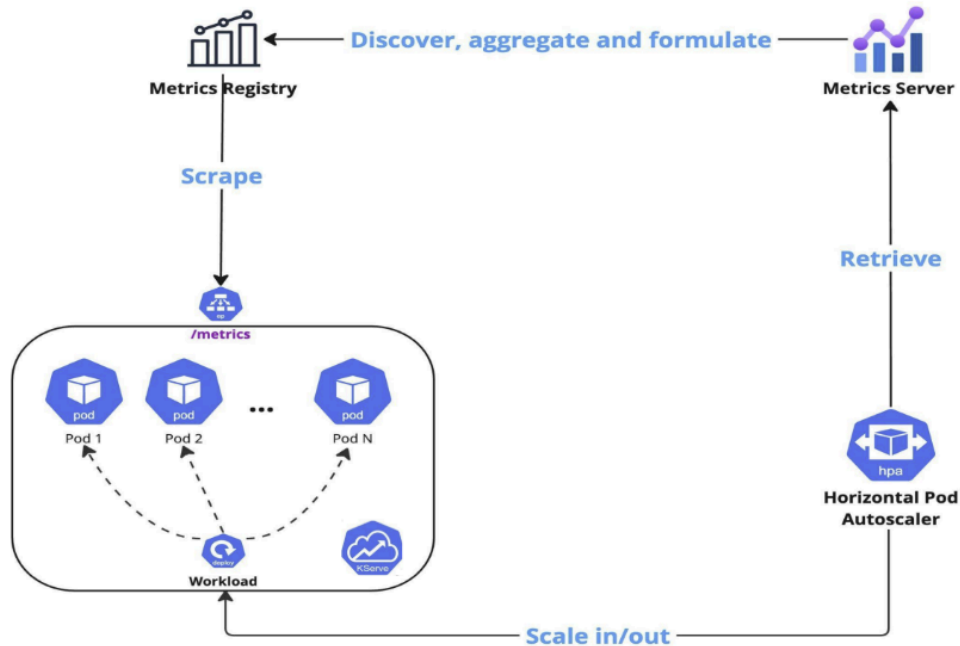 Discover, aggregate and formulate
Metrics Registry
Metrics Server
Scrape
Retrieve
/metrics
pod
pod
...
pod
Pod 1
Pod 2
Pod N
hpa
Horizontal Pod
Autoscaler
deploy
KServe
Workload
Scale in/out